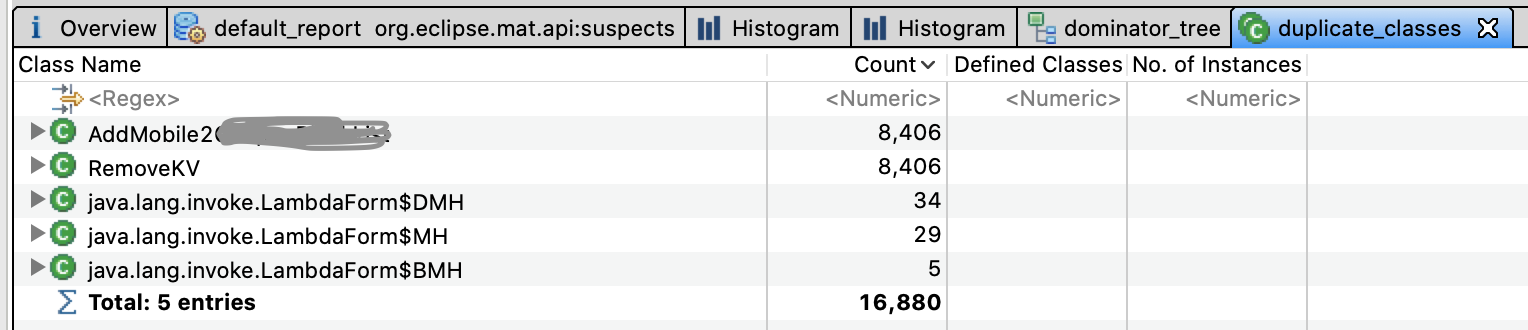 Overview default_report org.eclipse.mat.api:suspects Histogram Histogram dominator_tree duplicate_classes
Class Name Count Defined Classes No. of Instances
<Regex> <Numeric> <Numeric> <Numeric>
AddMobile2 8,406
RemoveKV 8,406
java.lang.invoke.LambdaForm$DMH 34
java.lang.invoke.LambdaForm$MH 29
java.lang.invoke.LambdaForm$BMH 5
Total: 5 entries 16,880